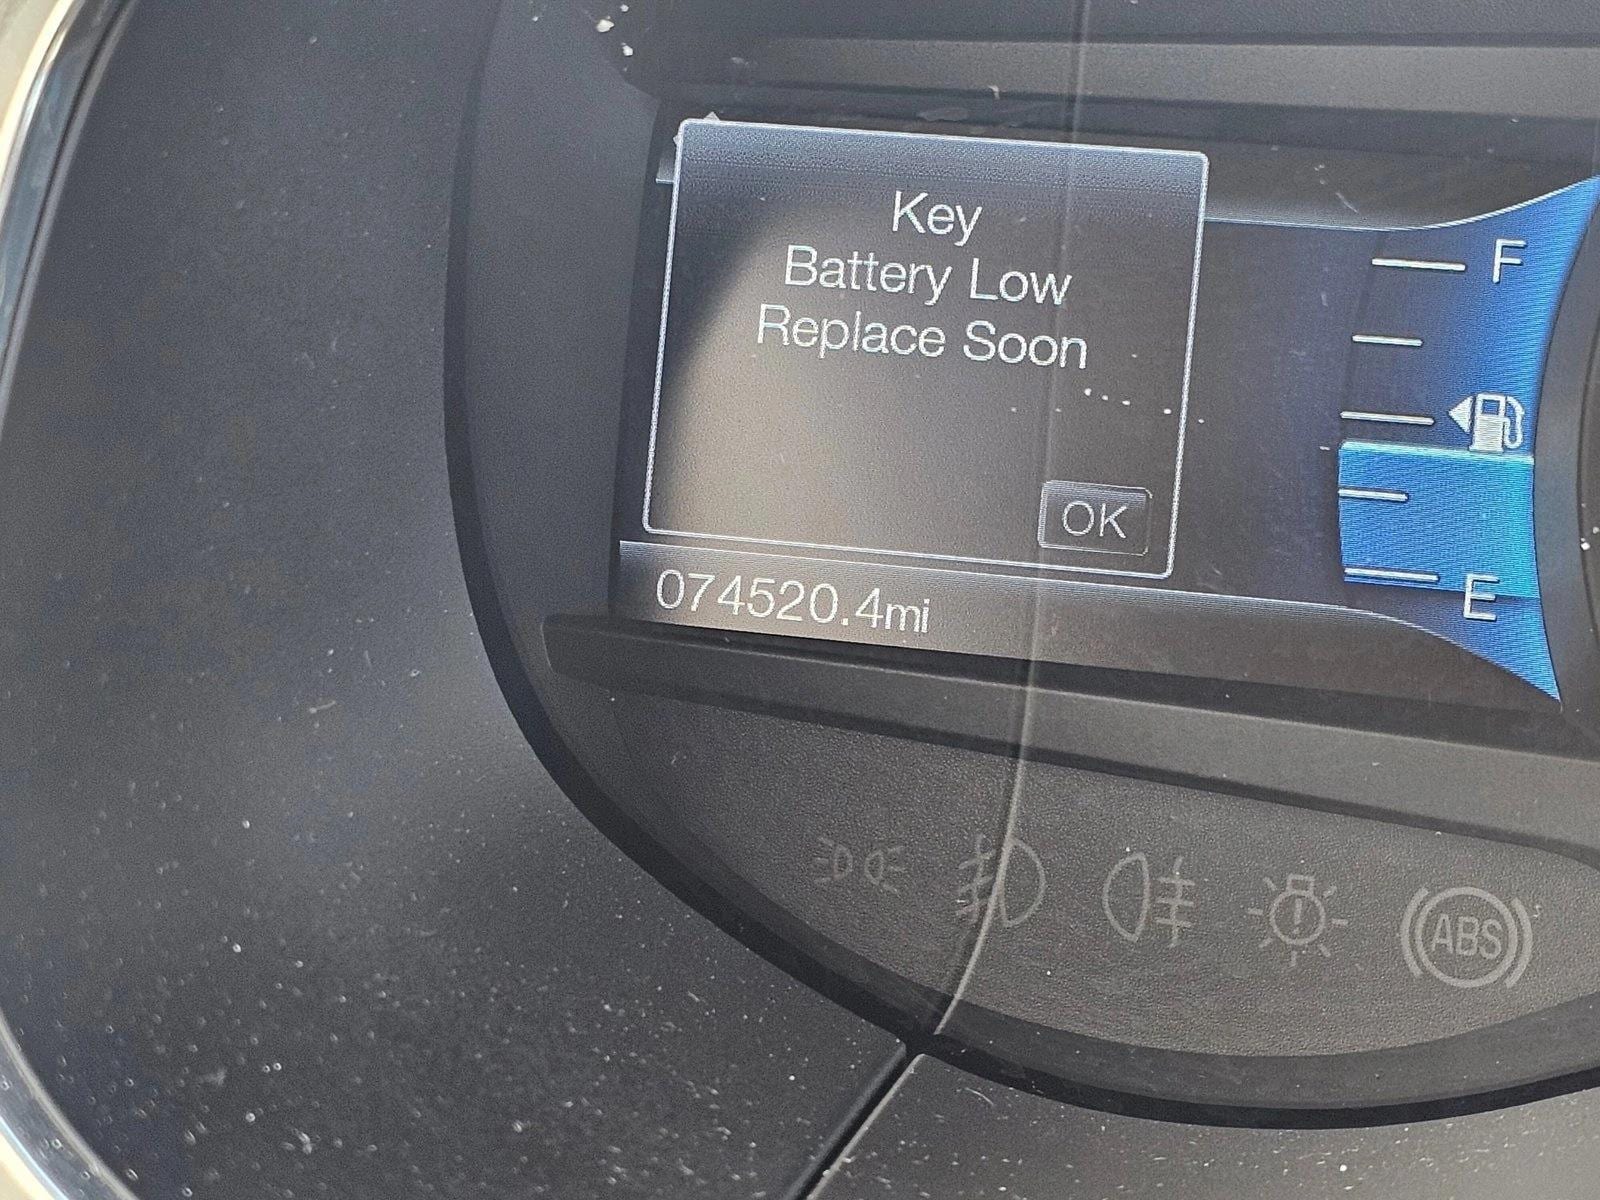 Key
Battery Low
Replace Soon
OK
074520.4mi
F
E
ABS